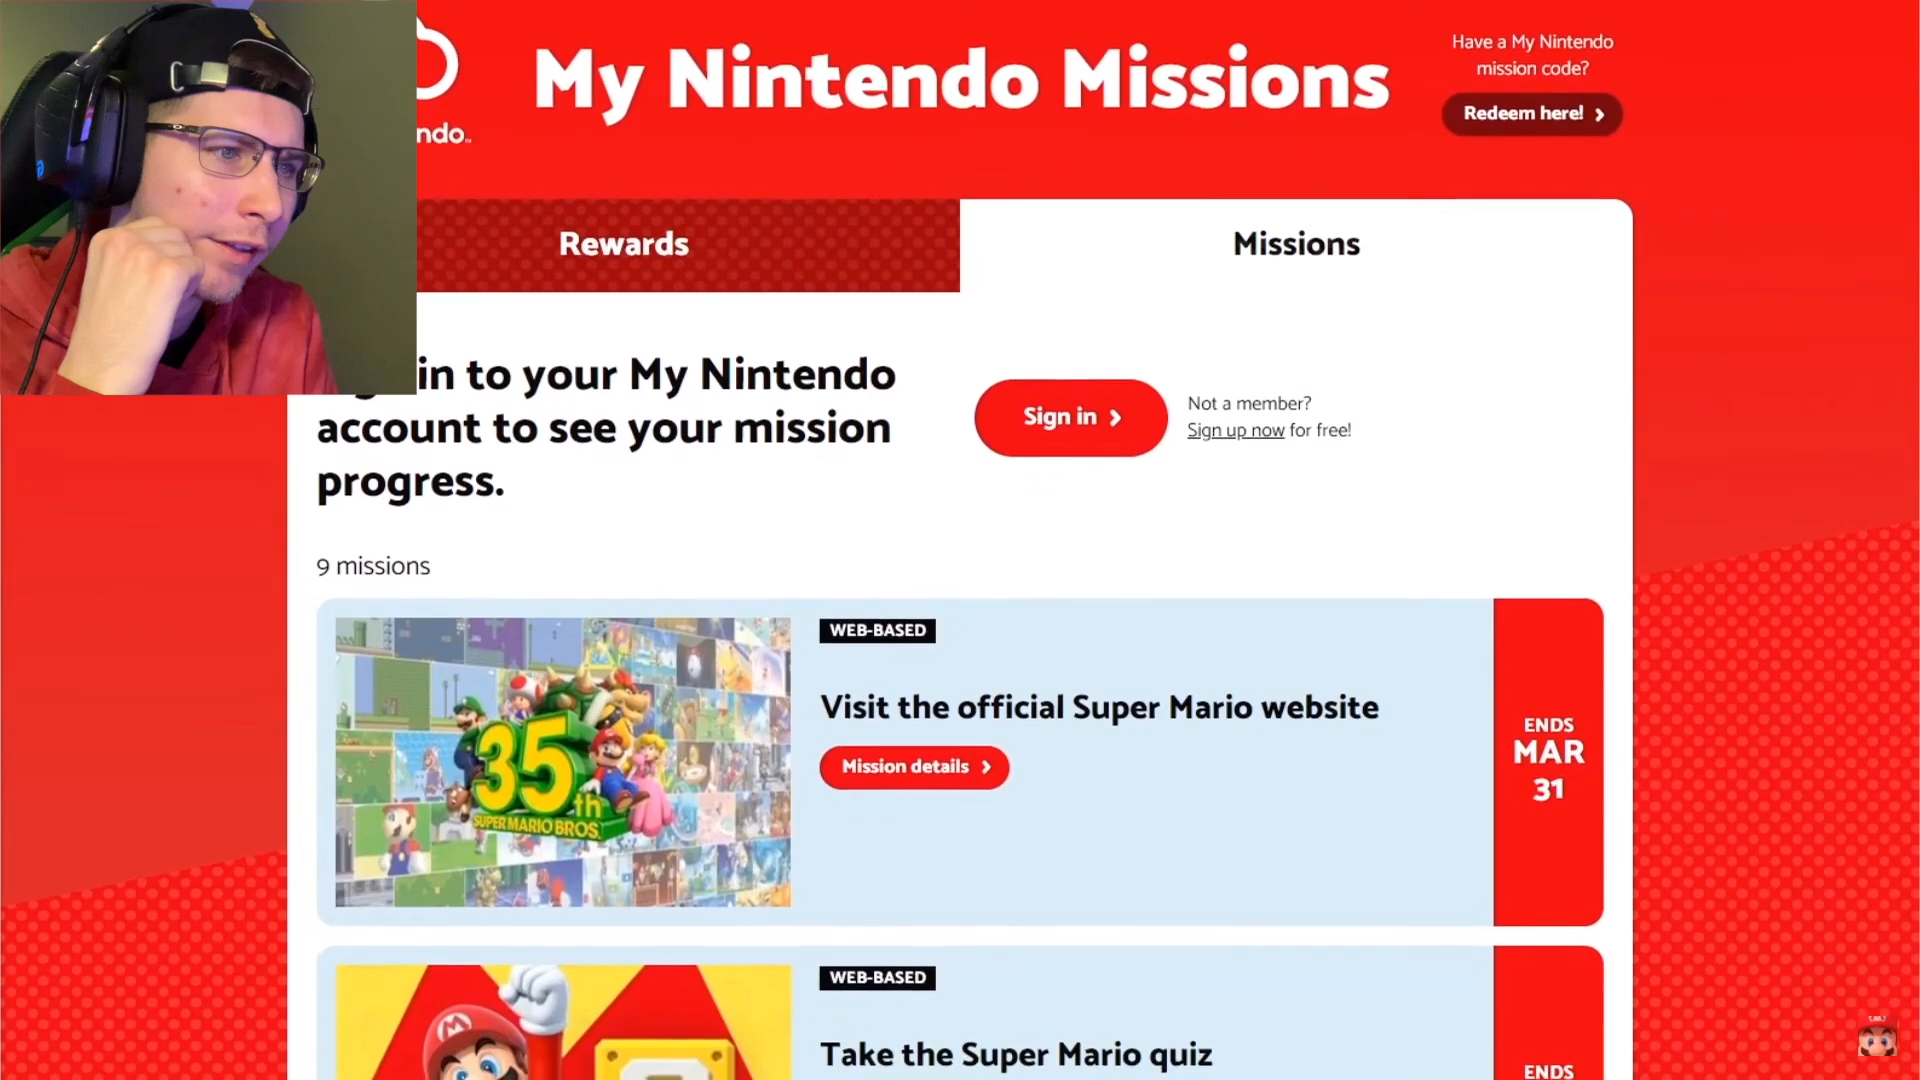 My Nintendo Missions
Have a My Nintendo
mission code?
Redeem here!
ndo™
Rewards
Missions
in to your My Nintendo
account to see your mission
progress.
Sign in
Not a member?
Sign up now for free!
9 missions
WEB-BASED
Visit the official Super Mario website
Mission details
35th
SUPER MARIO BROS.
ENDS
MAR
31
WEB-BASED
Take the Super Mario quiz
ENDS
M